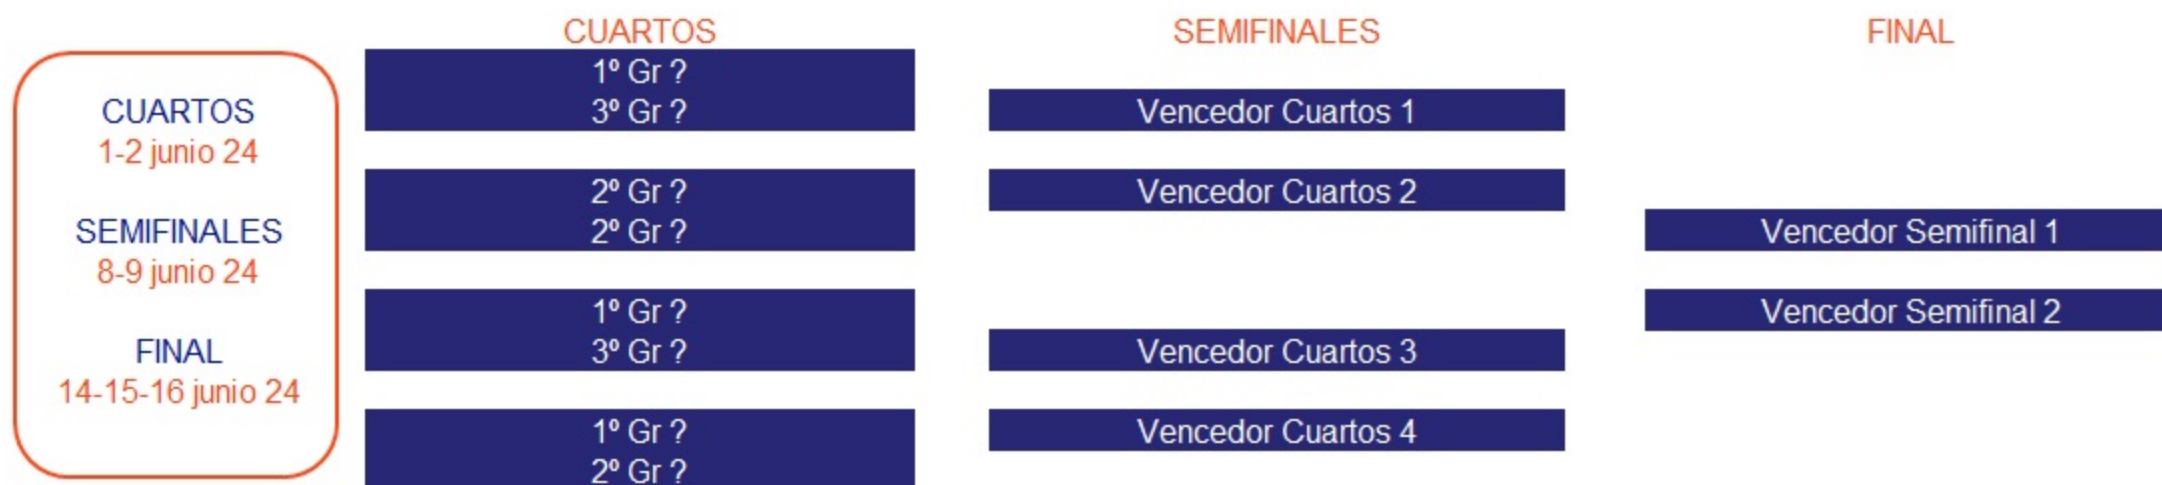 CUARTOS
1-2 junio 24
SEMIFINALES
8-9 junio 24
FINAL
14-15-16 junio 24
CUARTOS
1º Gr ?
3º Gr ?
2º Gr ?
2º Gr ?
1º Gr ?
3º Gr ?
1º Gr ?
2º Gr ?
SEMIFINALES
Vencedor Cuartos 1
Vencedor Cuartos 2
Vencedor Cuartos 3
Vencedor Cuartos 4
FINAL
Vencedor Semifinal 1
Vencedor Semifinal 2